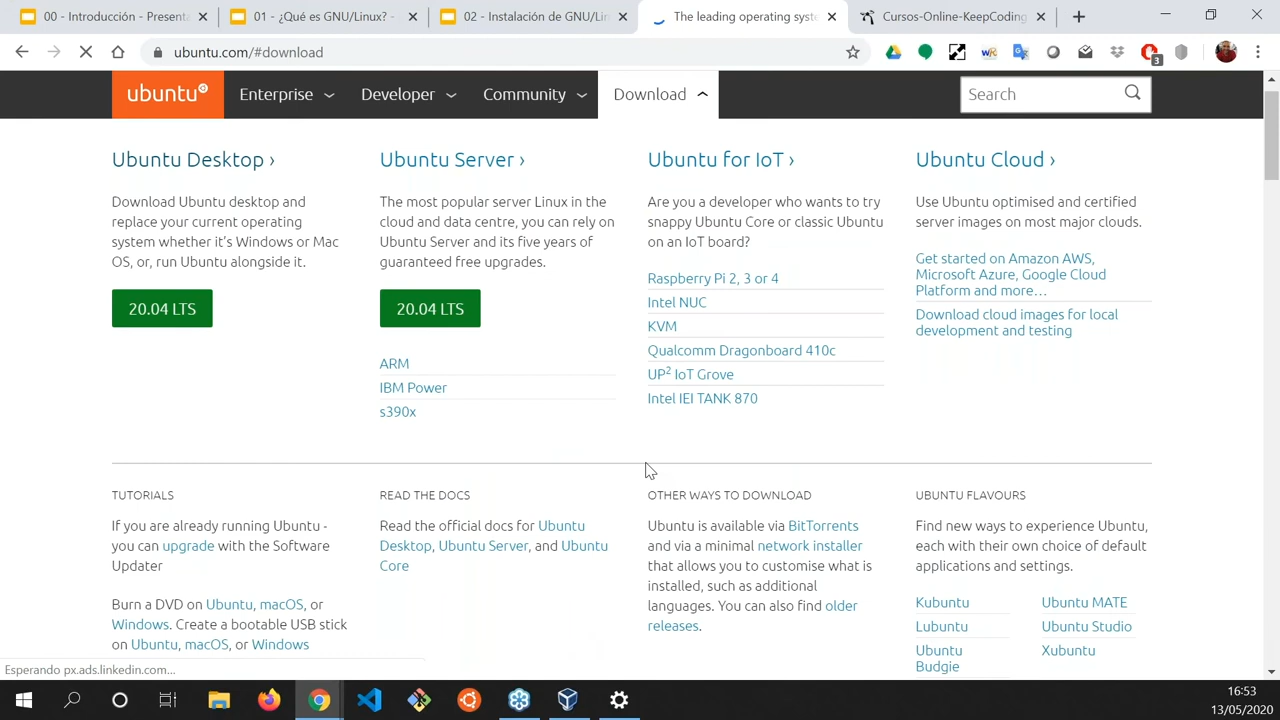 00 - Introducción - Presenta
01 - ¿Qué es GNU/Linux? -
02 - Instalación de GNU/Lin
The leading operating syste
Cursos-Online-KeepCoding
ubuntu.com/#download
3
ubuntu
Enterprise
Developer
Community
Download
Search
Ubuntu Desktop ›
Download Ubuntu desktop and
replace your current operating
system whether it’s Windows or Mac
OS, or, run Ubuntu alongside it.
20.04 LTS
Ubuntu Server ›
The most popular server Linux in the
cloud and data centre, you can rely on
Ubuntu Server and its five years of
guaranteed free upgrades.
20.04 LTS
ARM
IBM Power
s390x
Ubuntu for IoT ›
Are you a developer who wants to try
snappy Ubuntu Core or classic Ubuntu
on an IoT board?
Raspberry Pi 2, 3 or 4
Intel NUC
KVM
Qualcomm Dragonboard 410c
UP² IoT Grove
Intel IEI TANK 870
Ubuntu Cloud ›
Use Ubuntu optimised and certified
server images on most major clouds.
Get started on Amazon AWS,
Microsoft Azure, Google Cloud
Platform and more…
Download cloud images for local
development and testing
TUTORIALS
If you are already running Ubuntu -
you can upgrade with the Software
Updater
Burn a DVD on Ubuntu, macOS, or
Windows. Create a bootable USB stick
on Ubuntu, macOS, or Windows
READ THE DOCS
Read the official docs for Ubuntu
Desktop, Ubuntu Server, and Ubuntu
Core
OTHER WAYS TO DOWNLOAD
Ubuntu is available via BitTorrents
and via a minimal network installer
that allows you to customise what is
installed, such as additional
languages. You can also find older
releases.
UBUNTU FLAVOURS
Find new ways to experience Ubuntu,
each with their own choice of default
applications and settings.
Kubuntu
Lubuntu
Ubuntu
Budgie
Ubuntu MATE
Ubuntu Studio
Xubuntu
Esperando px.ads.linkedin.com...
16:53
13/05/2020